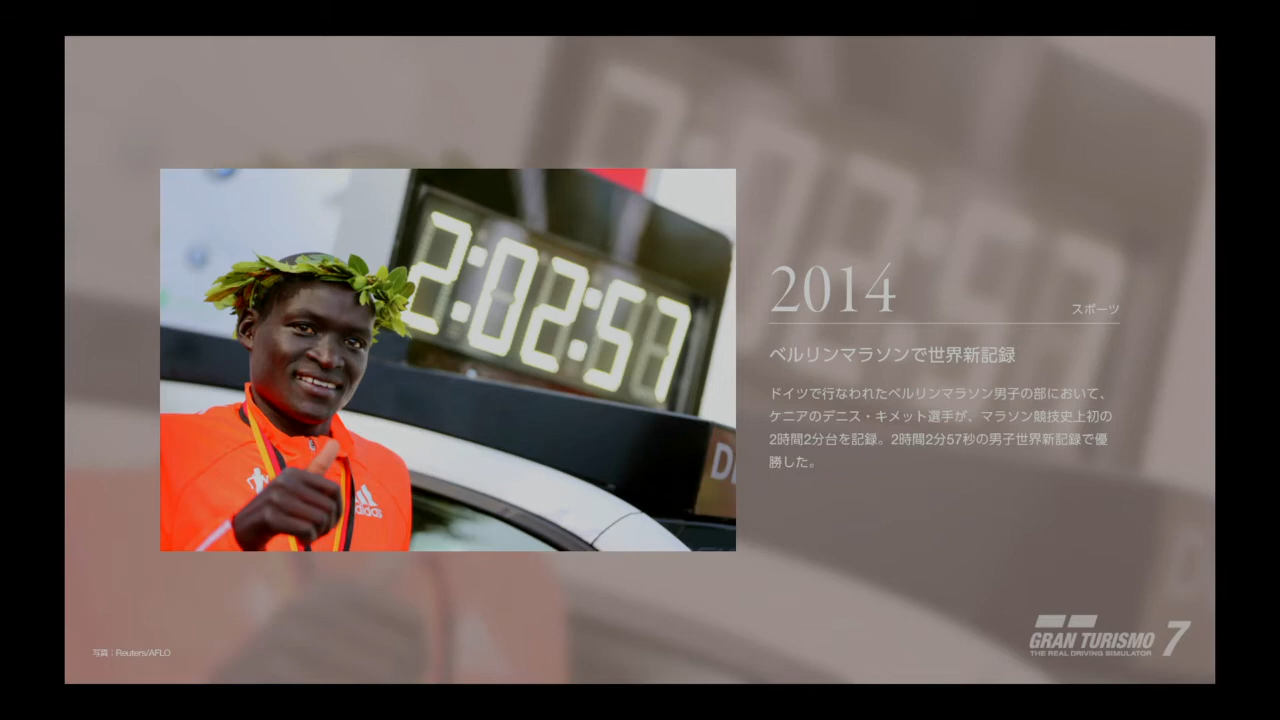 2:02:57
adidas
2014
スポーツ
ベルリンマラソンで世界新記録
ドイツで行なわれたベルリンマラソン男子の部において、
ケニアのデニス・キメット選手が、マラソン競技史上初の
2時間2分台を記録。2時間2分57秒の男子世界新記録で優
勝した。
写真：Reuters/AFLO
GRAN TURISMO 7
THE REAL DRIVING SIMULATOR